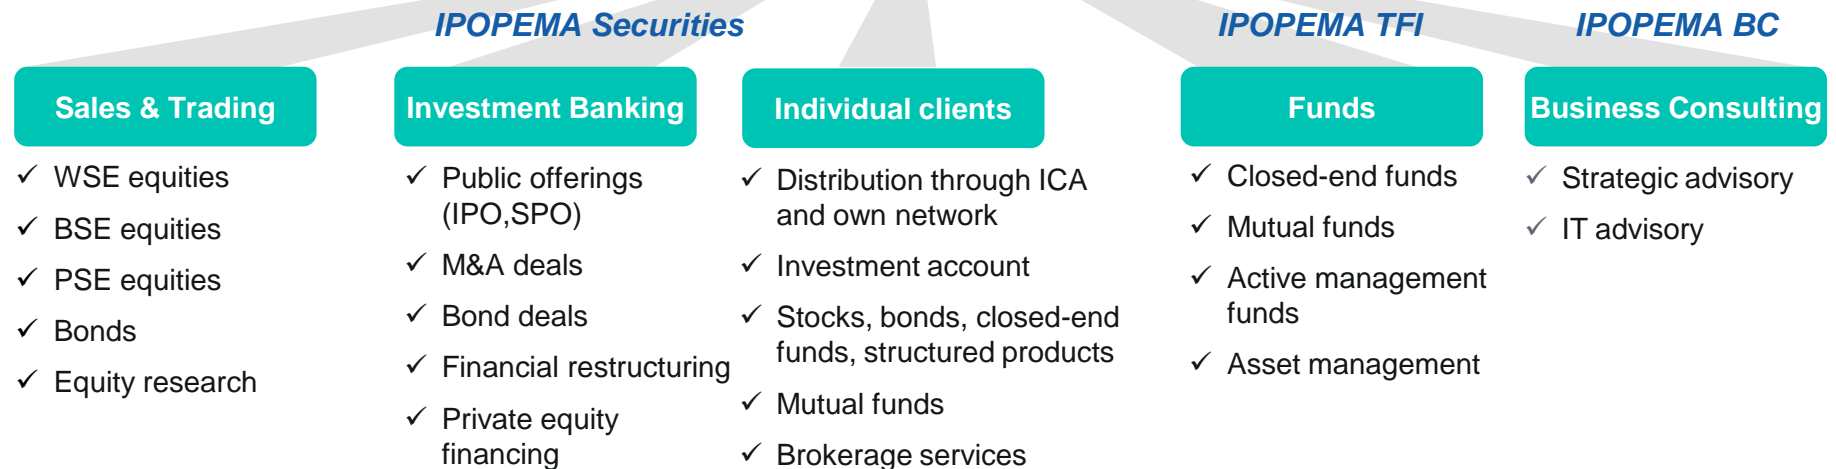 IPOPEMA Securities
IPOPEMA TFI
IPOPEMA BC
Sales & Trading
✓ WSE equities
✓ BSE equities
✓ PSE equities
✓ Bonds
✓ Equity research
Investment Banking
✓ Public offerings
(IPO,SPO)
✓ M&A deals
✓ Bond deals
✓ Financial restructuring
✓ Private equity
financing
Individual clients
✓ Distribution through ICA
and own network
✓ Investment account
✓ Stocks, bonds, closed-end
funds, structured products
✓ Mutual funds
✓ Brokerage services
Funds
✓ Closed-end funds
✓ Mutual funds
✓ Active management
funds
✓ Asset management
Business Consulting
✓ Strategic advisory
✓ IT advisory